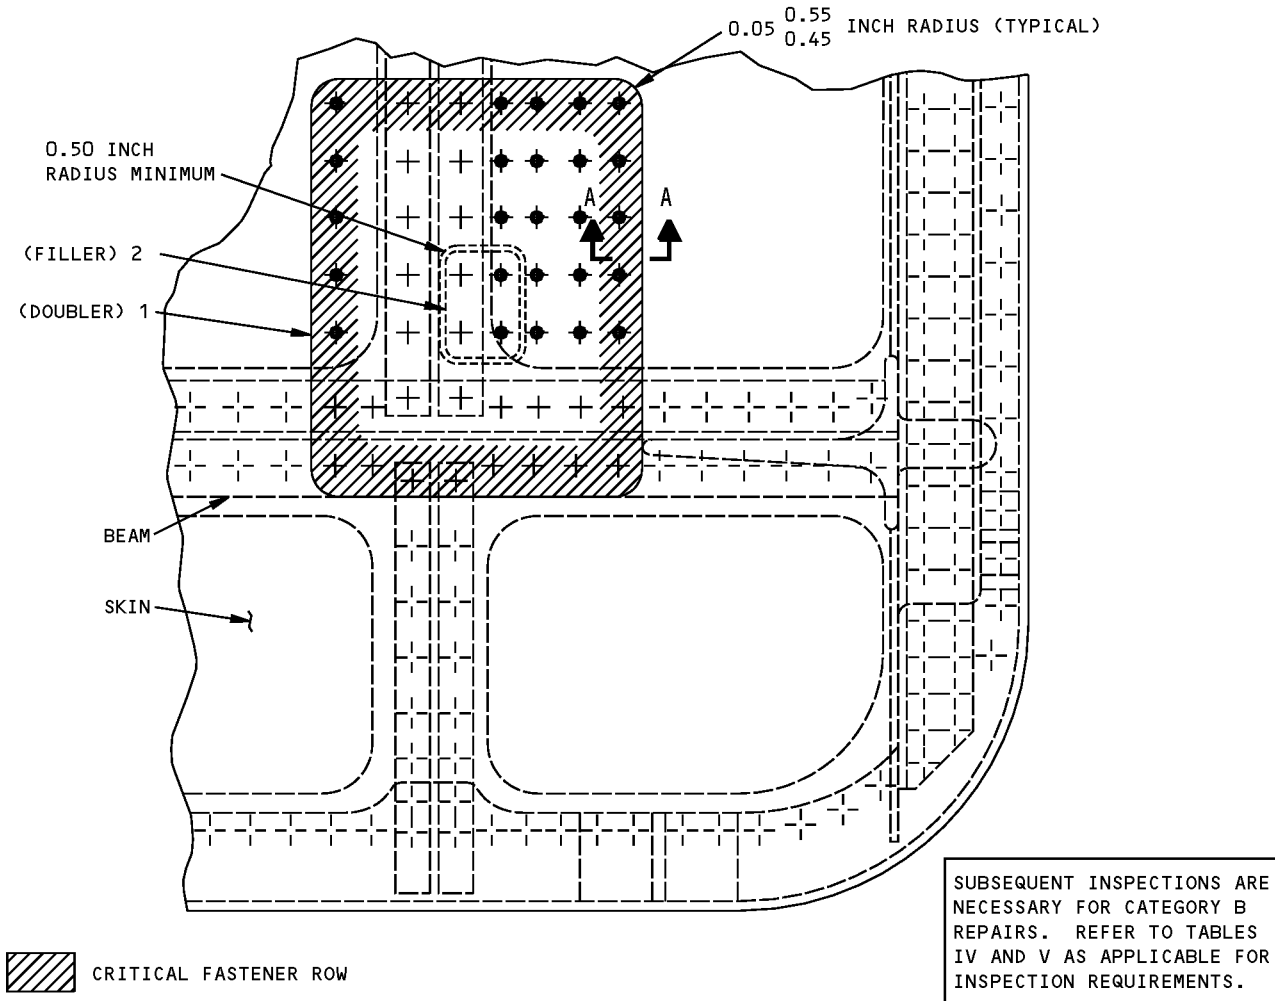 0.55
0.05 INCH RADIUS (TYPICAL)
0.45
0.50 INCH
RADIUS MINIMUM
A A
(FILLER) 2
(DOUBLER) 1
BEAM
SKIN
SUBSEQUENT INSPECTIONS ARE
NECESSARY FOR CATEGORY B
REPAIRS. REFER TO TABLES
IV AND V AS APPLICABLE FOR
INSPECTION REQUIREMENTS.
CRITICAL FASTENER ROW